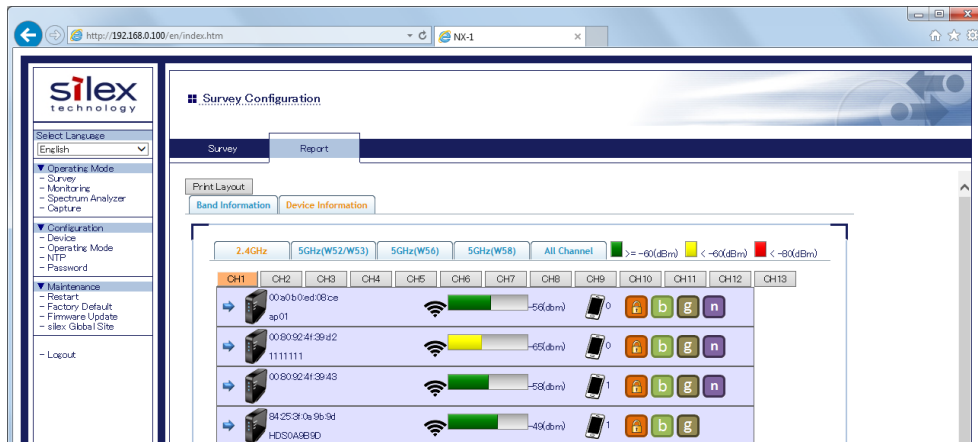 http://192.168.0.100/en/index.htm
NX-1
silex
technology
Select Language
English
▼ Operating Mode
- Survey
- Monitoring
- Spectrum Analyzer
- Capture
▼ Configuration
- Device
- Operating Mode
- NTP
- Password
▼ Maintenance
- Restart
- Factory Default
- Firmware Update
- silex Global Site
- Logout
Survey Configuration
Survey Report
Print Layout
Band Information Device Information
2.4GHz 5GHz(W52/W53) 5GHz(W56) 5GHz(W58) All Channel >= -60(dBm) < -60(dBm) < -80(dBm)
CH1 CH2 CH3 CH4 CH5 CH6 CH7 CH8 CH9 CH10 CH11 CH12 CH13
00:a0:b0:ed:08:ce
ap01
-56(dbm) 0 b g n
00:80:92:4f:39:d2
1111111
-65(dbm) 0 b g n
00:80:92:4f:39:43
-58(dbm) 1 b g n
84:25:3f:0a:9b:9d
HDS0A9B9D
-49(dbm) 1 b g